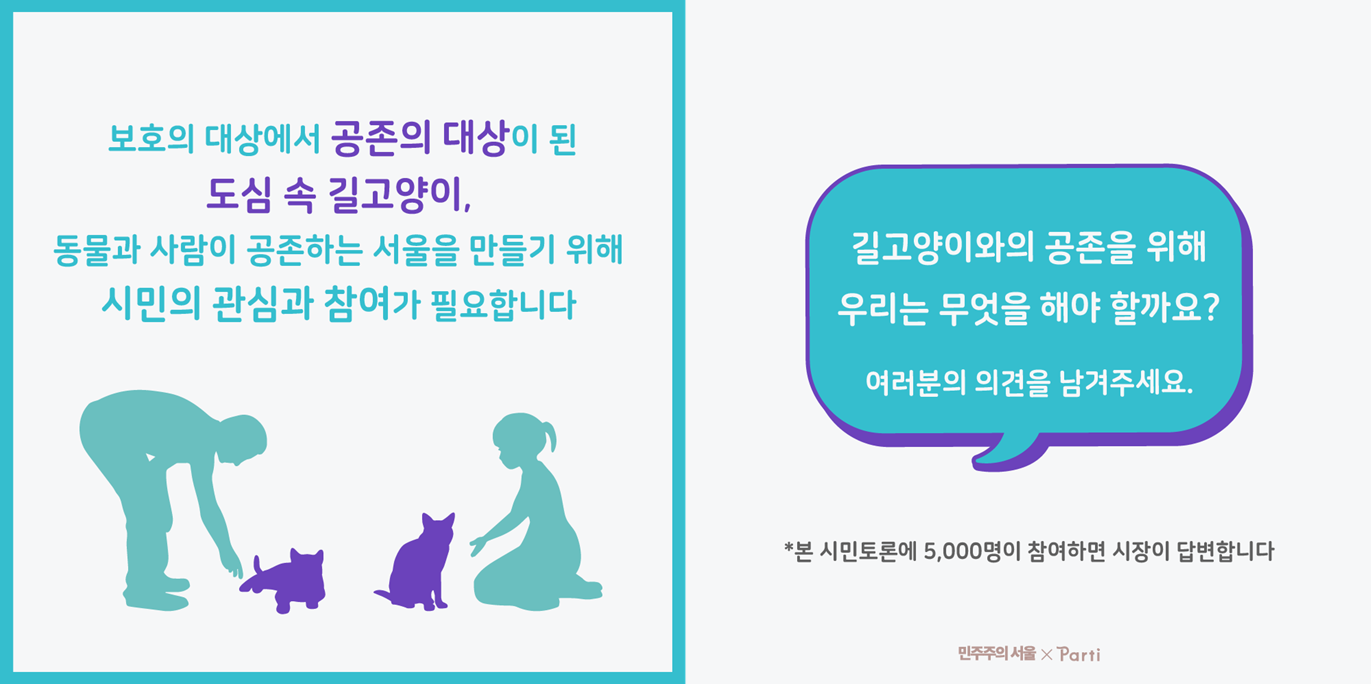 보호의 대상에서 공존의 대상이 된
도심 속 길고양이,
동물과 사람이 공존하는 서울을 만들기 위해
시민의 관심과 참여가 필요합니다
길고양이와의 공존을 위해
우리는 무엇을 해야 할까요?
여러분의 의견을 남겨주세요.
*본 시민토론에 5,000명이 참여하면 시장이 답변합니다
민주주의 서울 × Parti